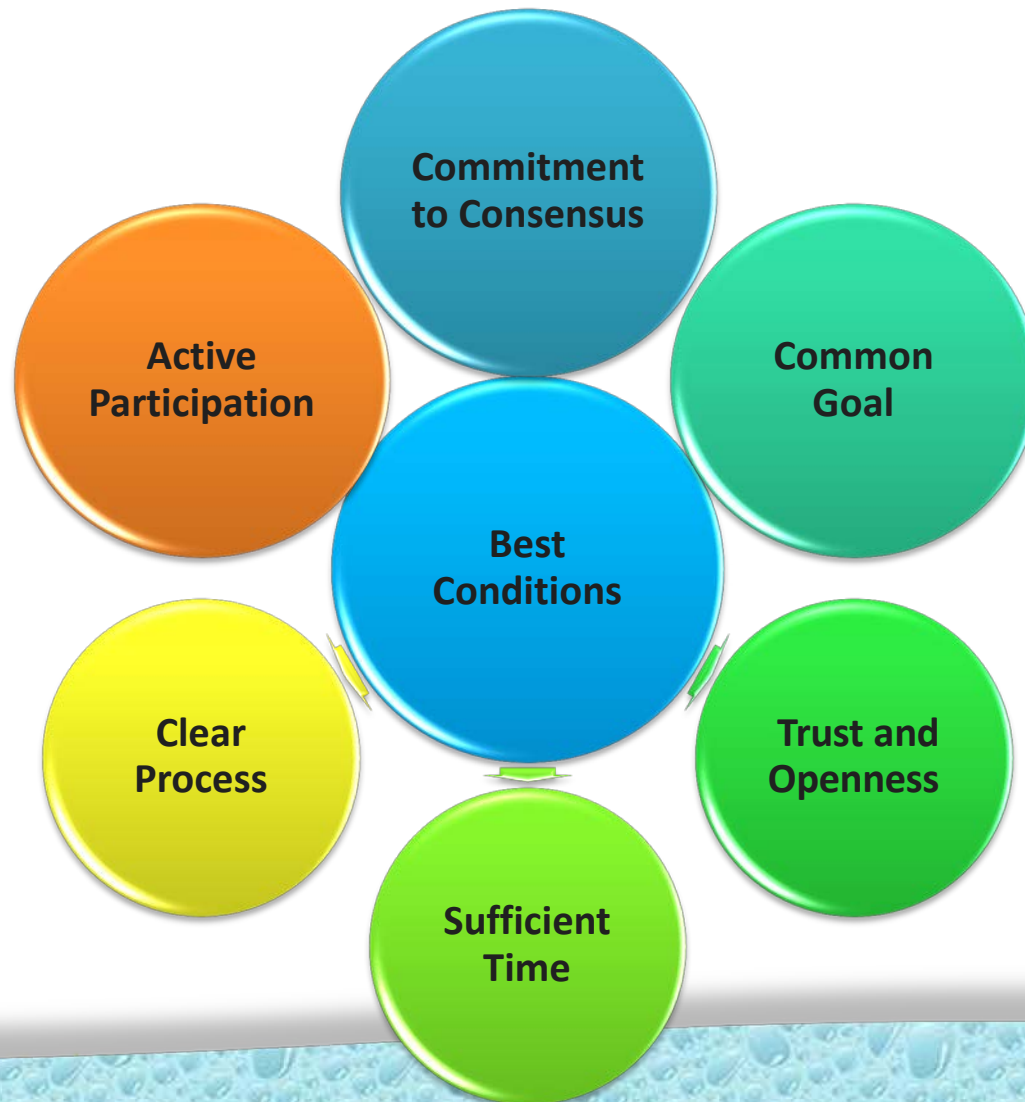 Commitment
to Consensus
Active
Participation
Common
Goal
Best
Conditions
Clear
Process
Trust and
Openness
Sufficient
Time